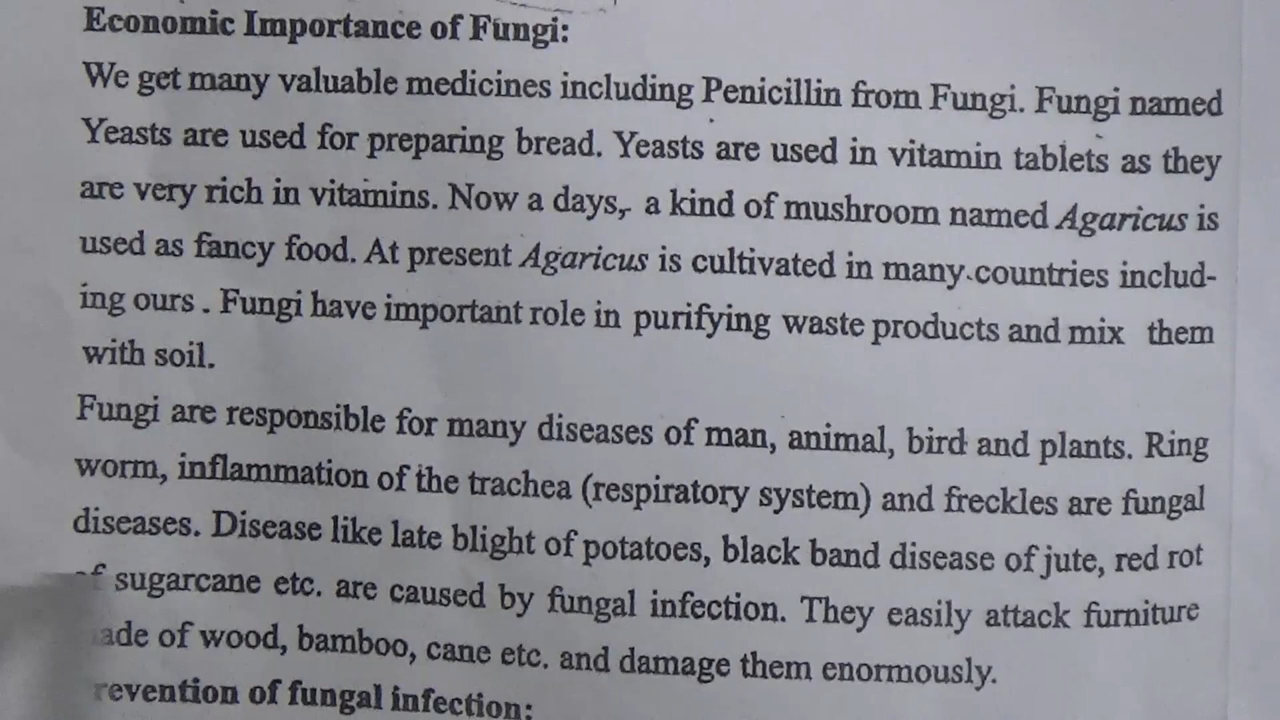 Economic Importance of Fungi:
We get many valuable medicines including Penicillin from Fungi. Fungi named
Yeasts are used for preparing bread. Yeasts are used in vitamin tablets as they
are very rich in vitamins. Now a days, a kind of mushroom named Agaricus is
used as fancy food. At present Agaricus is cultivated in many countries includ-
ing ours . Fungi have important role in purifying waste products and mix them
with soil.
Fungi are responsible for many diseases of man, animal, bird and plants. Ring
worm, inflammation of the trachea (respiratory system) and freckles are fungal
diseases. Disease like late blight of potatoes, black band disease of jute, red rot
of sugarcane etc. are caused by fungal infection. They easily attack furniture
ade of wood, bamboo, cane etc. and damage them enormously.
revention of fungal infection: